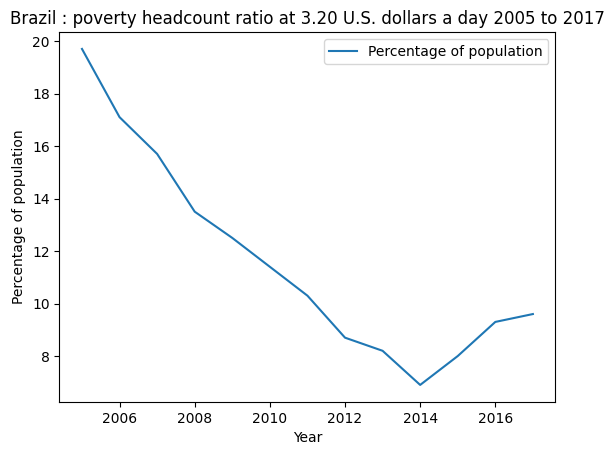 Brazil : poverty headcount ratio at 3.20 U.S. dollars a day 2005 to 2017
Percentage of population
20
18
16
14
12
10
8
Percentage of population
2006 2008 2010 2012 2014 2016
Year